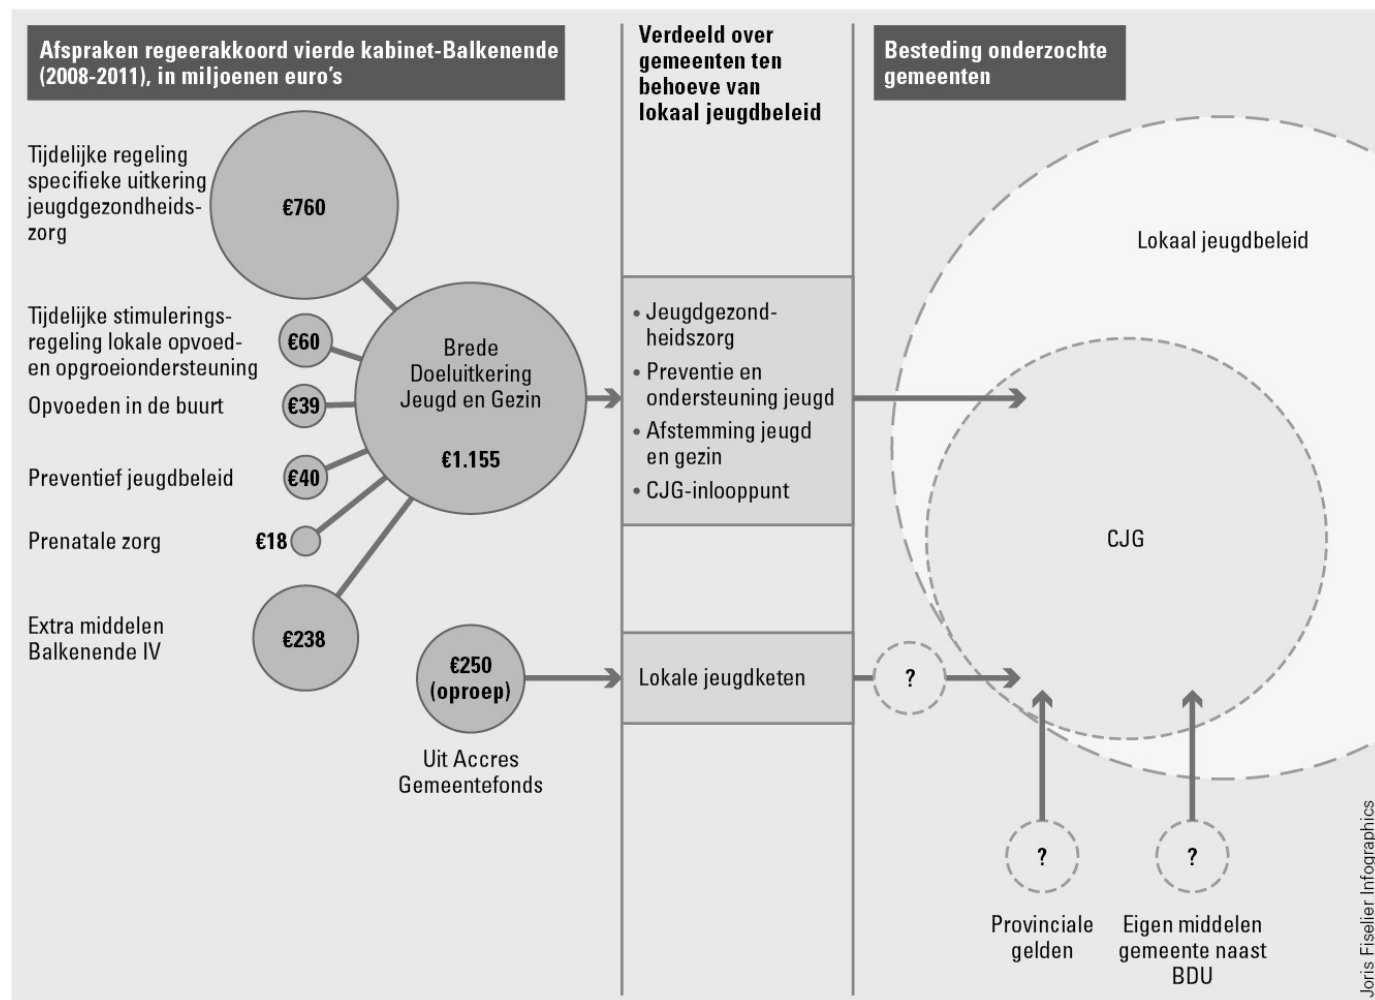 Afspraken regeerakkoord vierde kabinet-Balkenende
(2008-2011), in miljoenen euro's
Verdeeld over
gemeenten ten
behoeve van
lokaal jeugdbeleid
Besteding onderzochte
gemeenten
Tijdelijke regeling
specifieke uitkering
jeugdgezondheids-
zorg
€760
Tijdelijke stimulerings-
regeling lokale opvoed-
en opgroeiondersteuning
€60
Opvoeden in de buurt
€39
Preventief jeugdbeleid
€40
Prenatale zorg
€18
Extra middelen
Balkenende IV
€238
Brede
Doeluitkering
Jeugd en Gezin
€1.155
€250
(oproep)
Uit Accres
Gemeentefonds
• Jeugdgezond-
heidszorg
• Preventie en
ondersteuning jeugd
• Afstemming jeugd
en gezin
• CJG-inlooppunt
Lokale jeugdketen
Lokaal jeugdbeleid
CJG
?
?
?
Provinciale
gelden
Eigen middelen
gemeente naast
BDU
Joris Fiselier Infographics